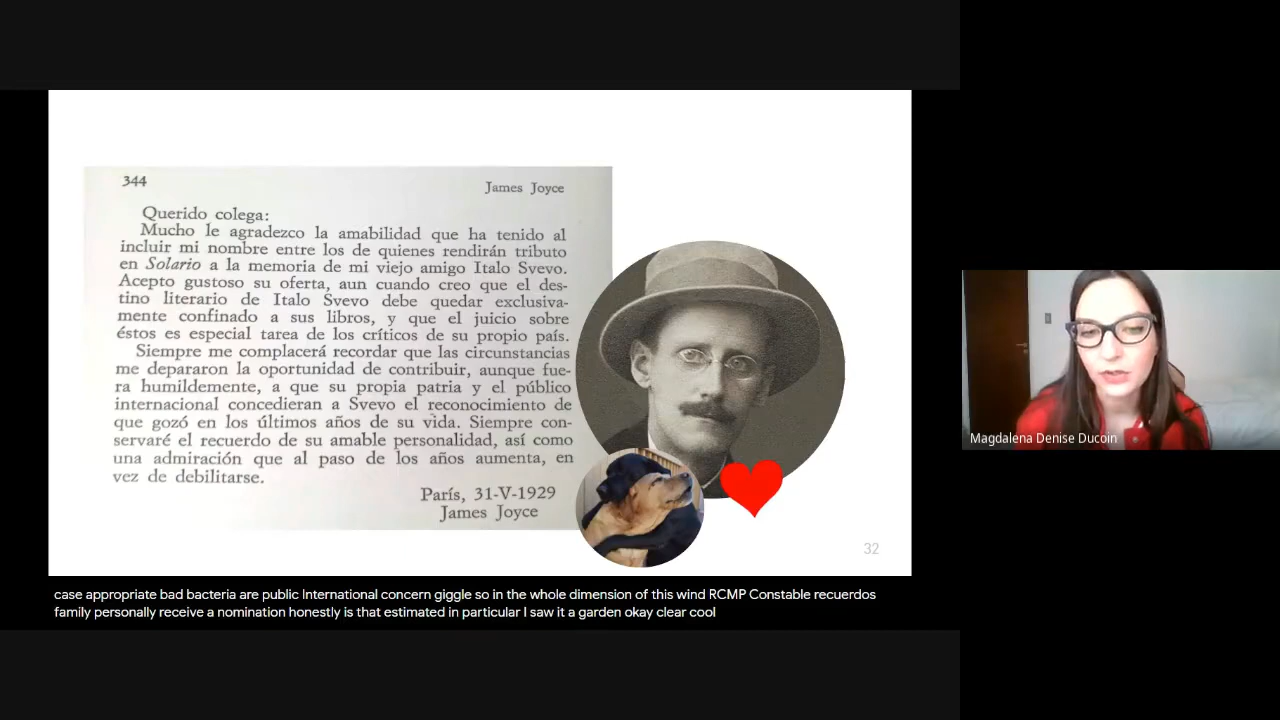 344
James Joyce
Querido colega:
Mucho le agradezco la amabilidad que ha tenido al
incluir mi nombre entre los de quienes rendirán tributo
en Solario a la memoria de mi viejo amigo Italo Svevo.
Acepto gustoso su oferta, aun cuando creo que el des-
tino literario de Italo Svevo debe quedar exclusiva-
mente confinado a sus libros, y que el juicio sobre
éstos es especial tarea de los críticos de su propio país.
Siempre me complacerá recordar que las circunstancias
me depararon la oportunidad de contribuir, aunque fue-
ra humildemente, a que su propia patria y el público
internacional concedieran a Svevo el reconocimiento de
que gozó en los últimos años de su vida. Siempre con-
servaré el recuerdo de su amable personalidad, así como
una admiración que al paso de los años aumenta, en
vez de debilitarse.
París, 31-V-1929
James Joyce
32
case appropriate bad bacteria are public International concern giggle so in the whole dimension of this wind RCMP Constable recuerdos
family personally receive a nomination honestly is that estimated in particular I saw it a garden okay clear cool
Magdalena Denise Ducoin